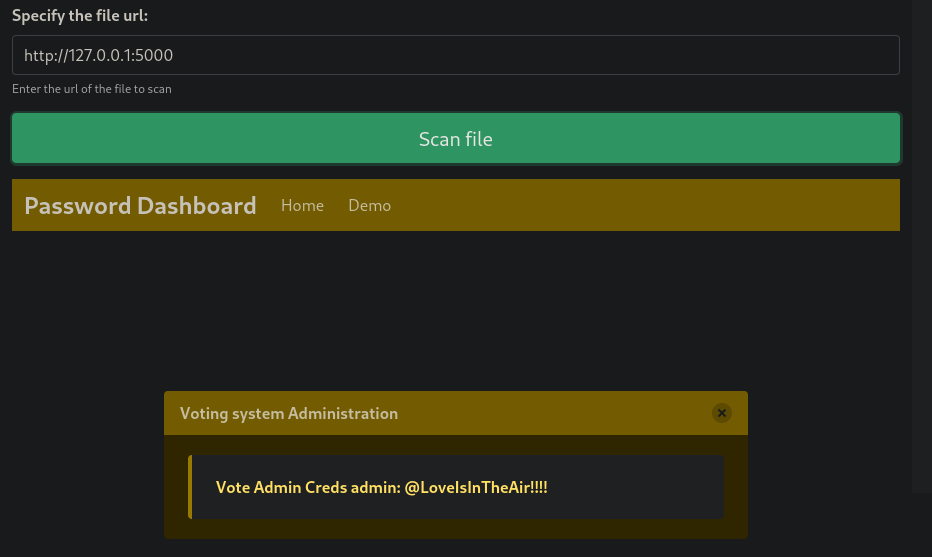 Specify the file url:
http://127.0.0.1:5000
Enter the url of the file to scan
Scan file
Password Dashboard Home Demo
Voting system Administration
Vote Admin Creds admin: @LoveIsInTheAir!!!!